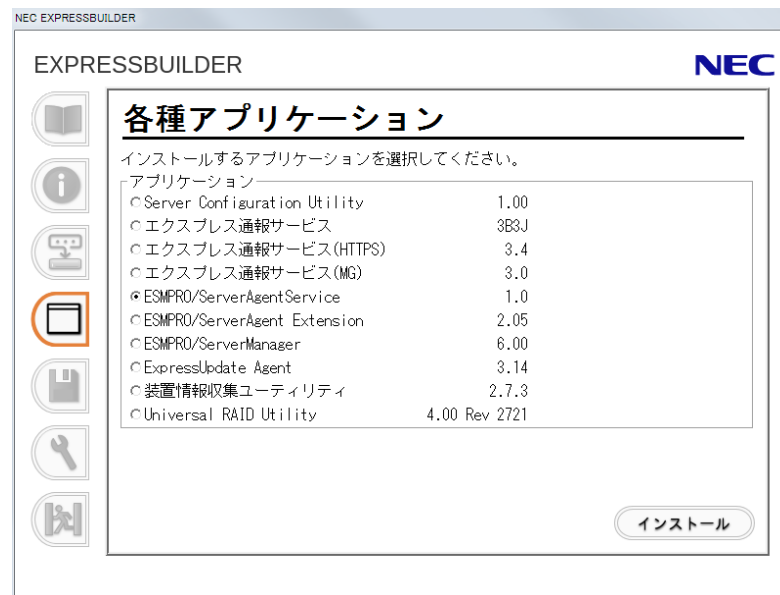 NEC EXPRESSBUILDER
EXPRESSBUILDER
NEC
各種アプリケーション
インストールするアプリケーションを選択してください。
アプリケーション
Server Configuration Utility 1.00
エクスプレス通報サービス 3B3J
エクスプレス通報サービス(HTTPS) 3.4
エクスプレス通報サービス(MG) 3.0
ESMPRO/ServerAgentService 1.0
ESMPRO/ServerAgent Extension 2.05
ESMPRO/ServerManager 6.00
ExpressUpdate Agent 3.14
装置情報収集ユーティリティ 2.7.3
Universal RAID Utility 4.00 Rev 2721
インストール